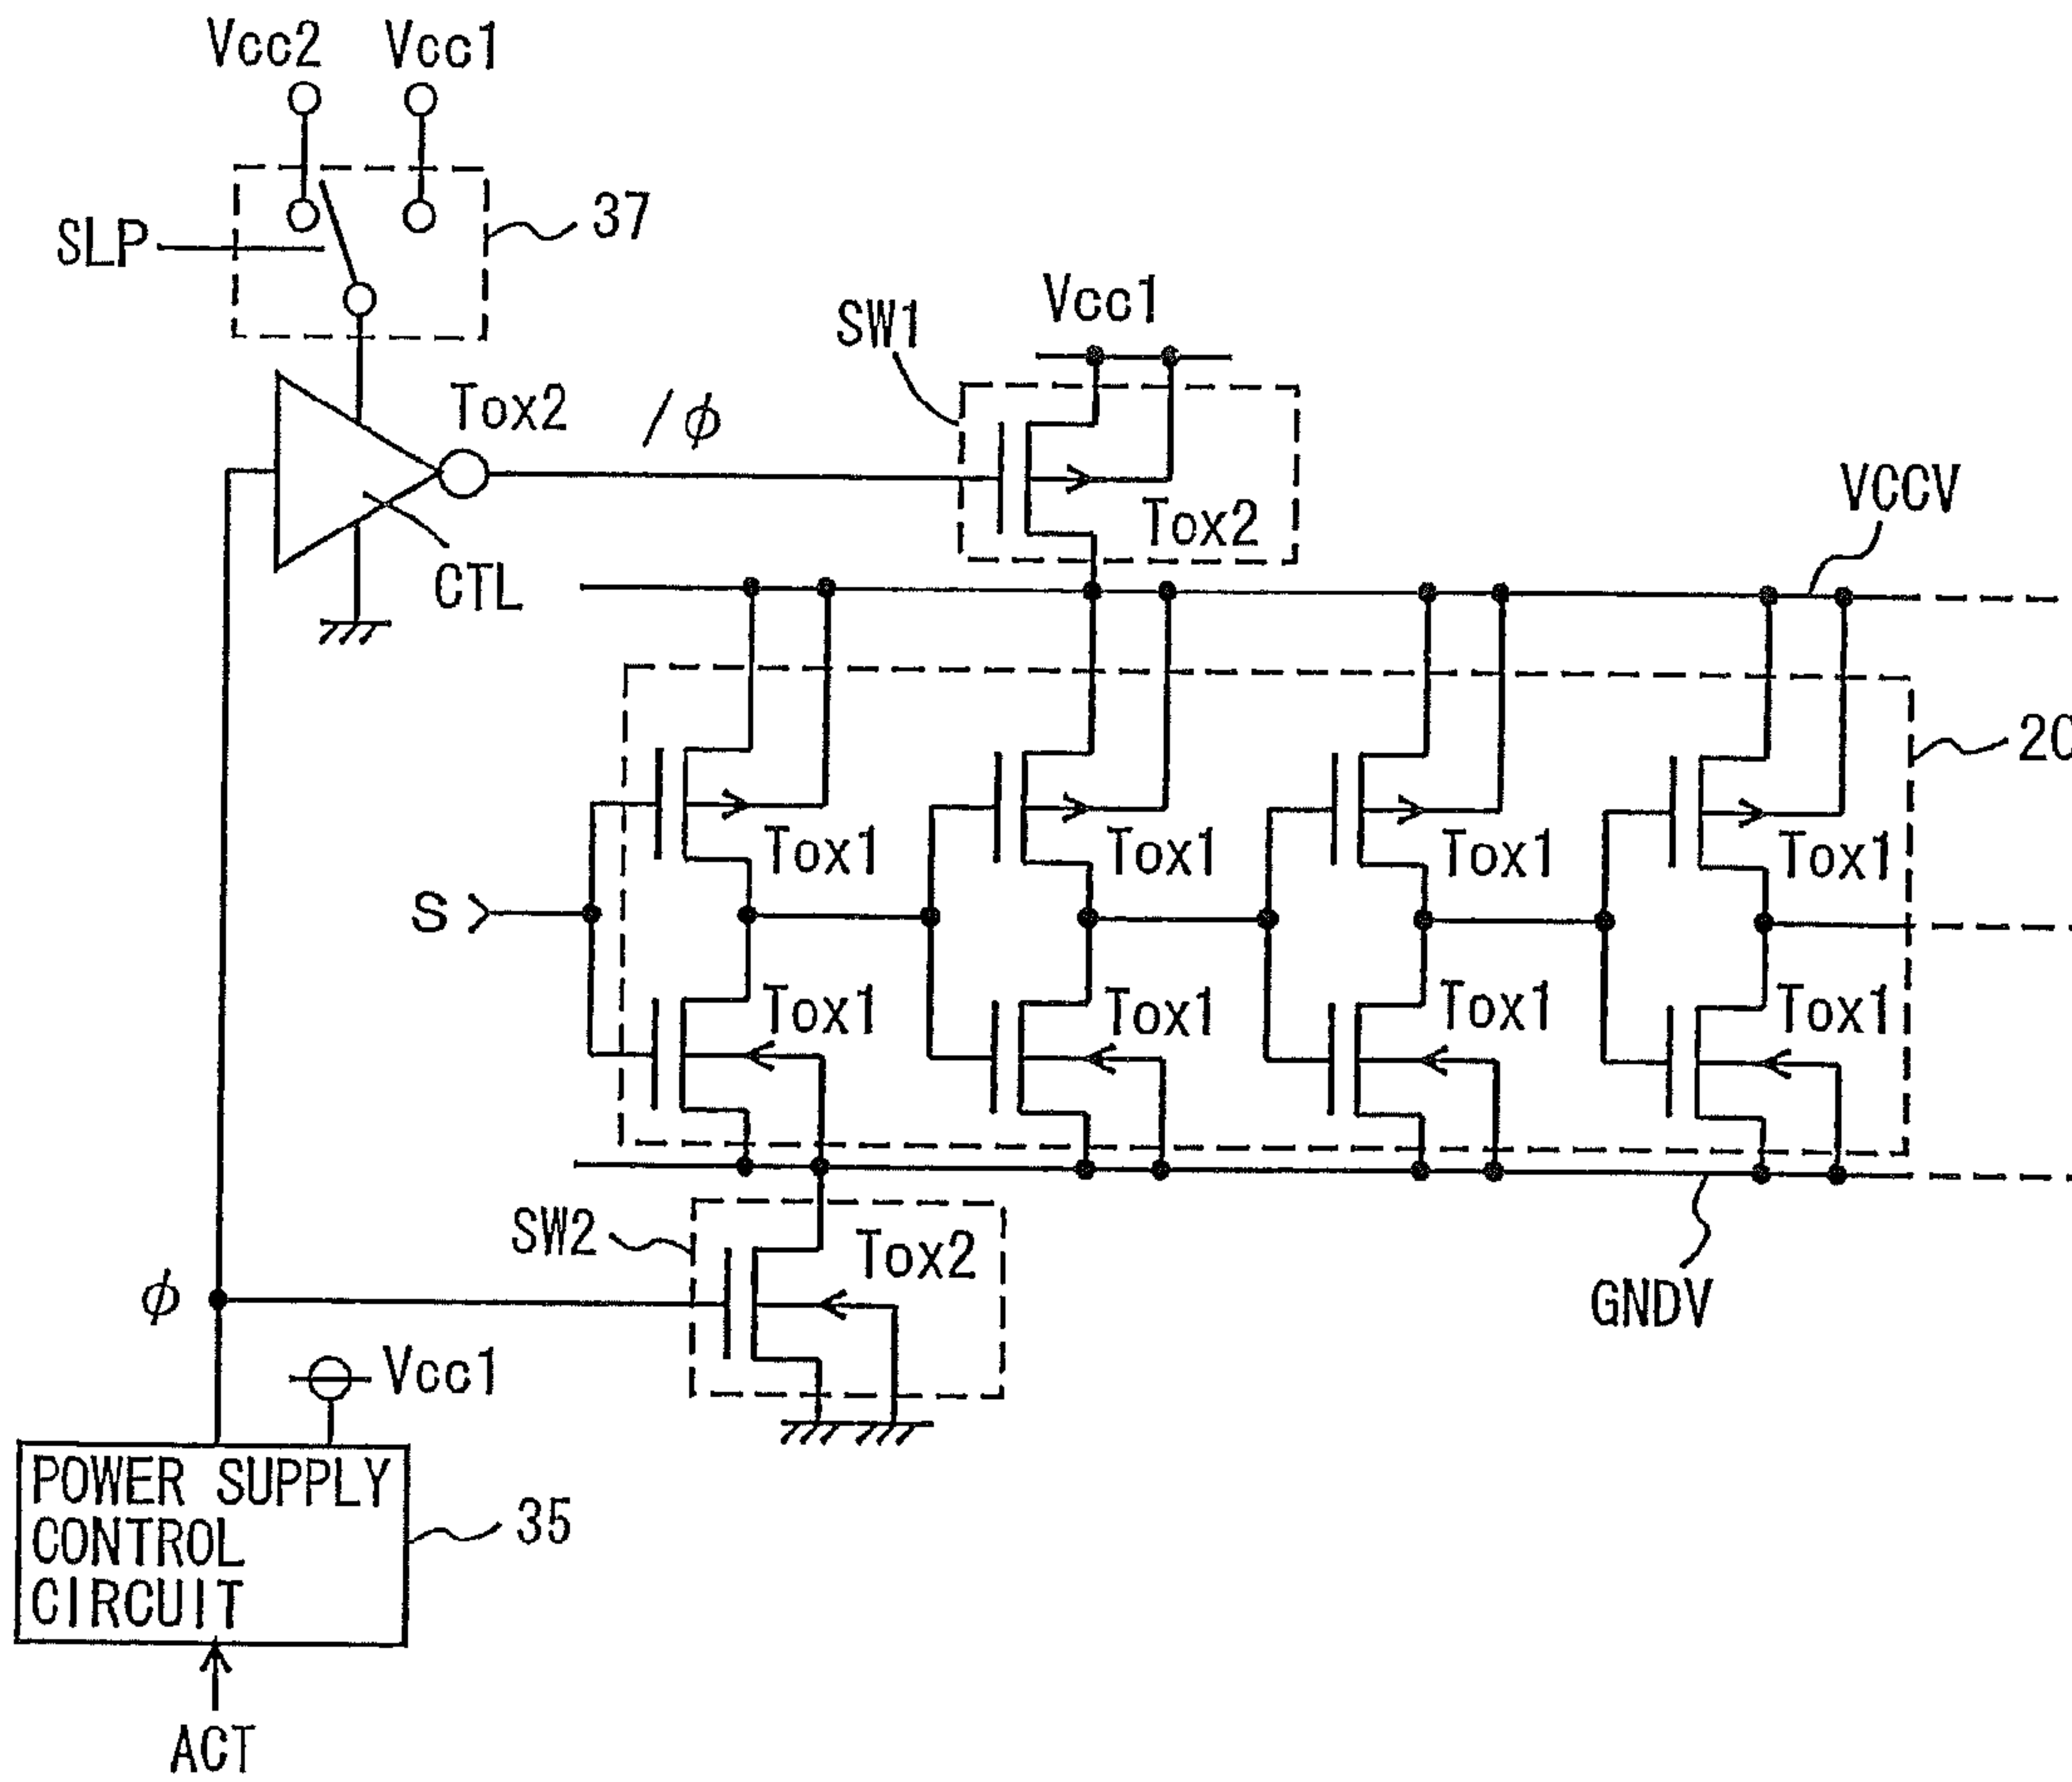 Vcc2 Vcc1
SLP
37
SW1
Vcc1
Tox2
/φ
Tox2
VCCV
CTL
Tox1 Tox1 Tox1 Tox1
S
Tox1 Tox1 Tox1 Tox1
SW2
Tox2
φ
GNDV
Vcc1
POWER SUPPLY
CONTROL
CIRCUIT
35
ACT